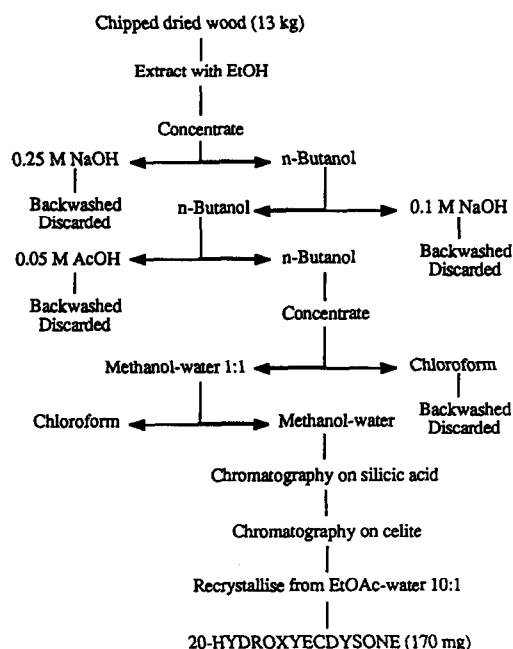 Chipped dried wood (13 kg)
Extract with EtOH
Concentrate
0.25 M NaOH
n-Butanol
Backwashed
Discarded
n-Butanol
0.1 M NaOH
Backwashed
Discarded
0.05 M AcOH
n-Butanol
Backwashed
Discarded
Concentrate
Methanol-water 1:1
Chloroform
Backwashed
Discarded
Chloroform
Methanol-water
Chromatography on silicic acid
Chromatography on celite
Recrystallise from EtOAc-water 10:1
20-HYDROXYECDYSONE (170 mg)